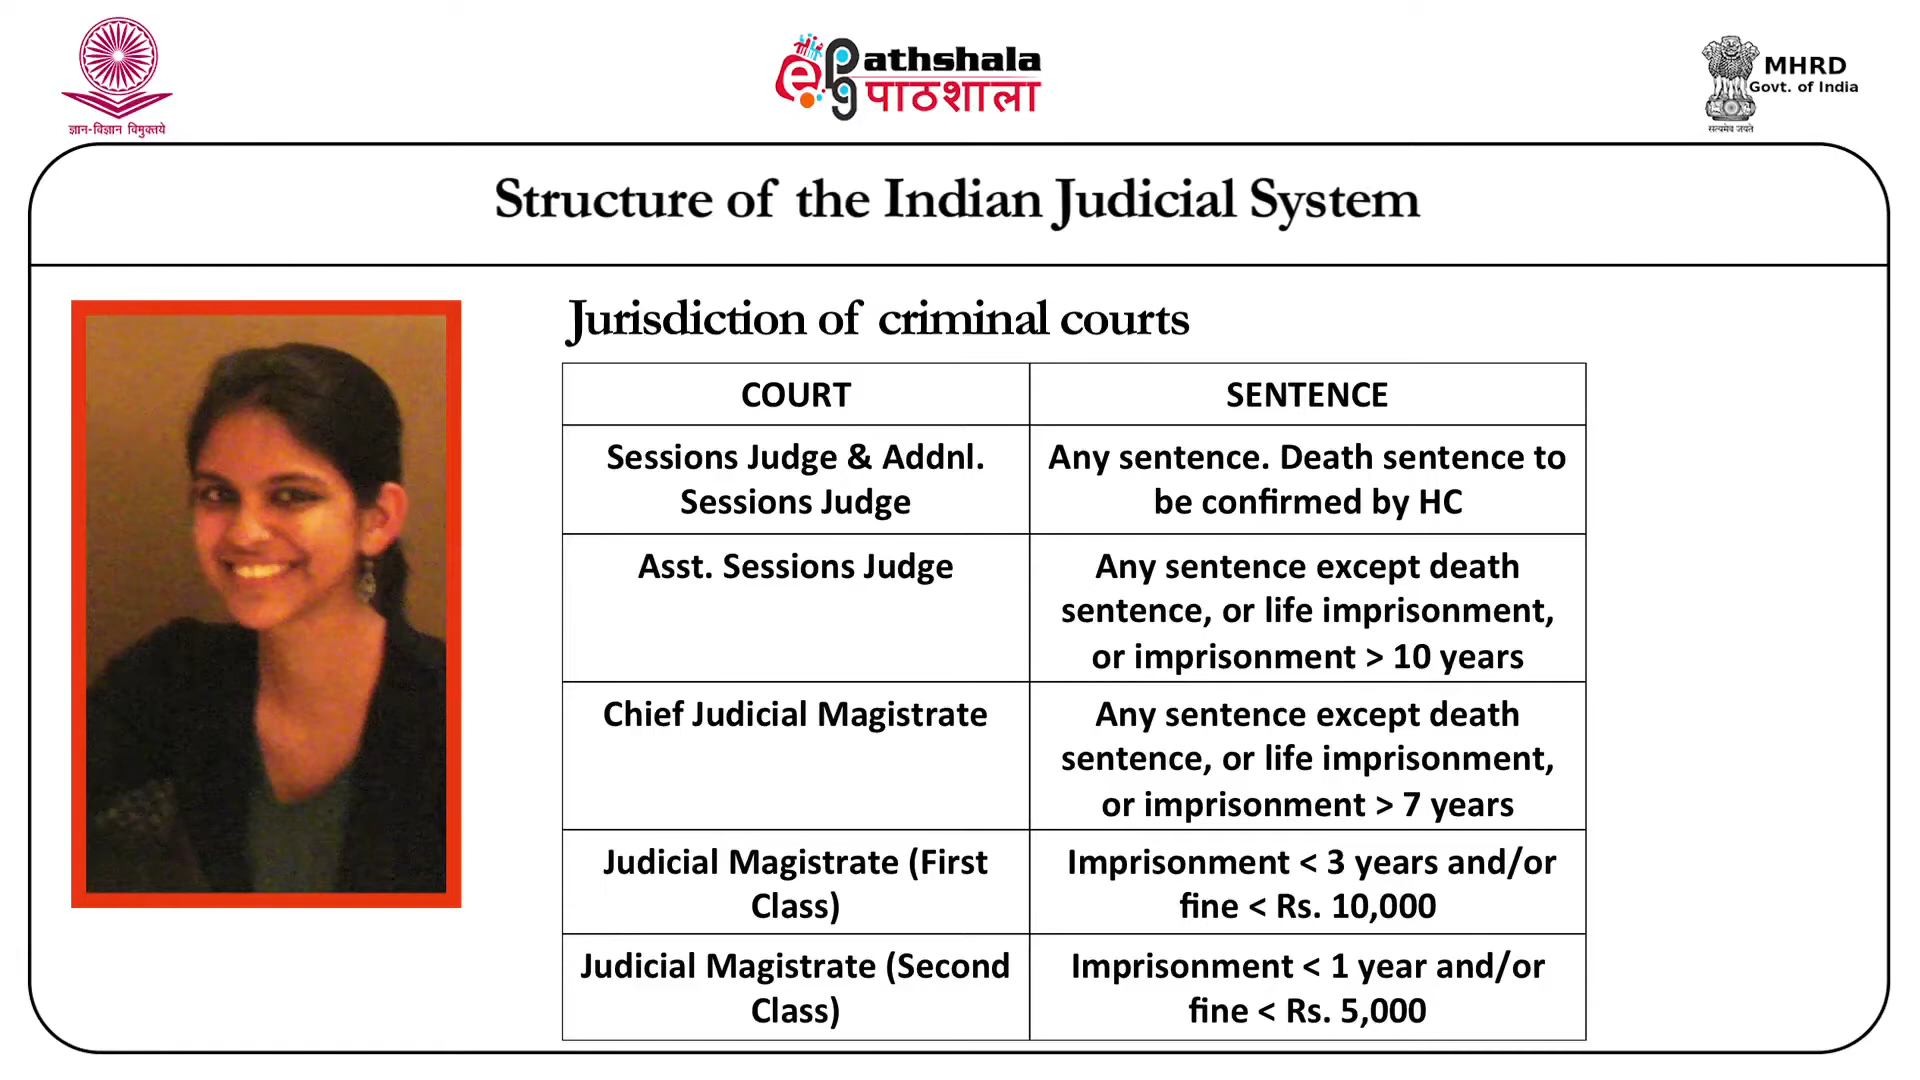 ज्ञान-विज्ञान विमुक्तये
e
pg
athshala
पाठशाला
MHRD
Govt. of India
सत्यमेव जयते
Structure of the Indian Judicial System
Jurisdiction of criminal courts
COURT
SENTENCE
Sessions Judge & Addnl.
Sessions Judge
Any sentence. Death sentence to
be confirmed by HC
Asst. Sessions Judge
Any sentence except death
sentence, or life imprisonment,
or imprisonment > 10 years
Chief Judicial Magistrate
Any sentence except death
sentence, or life imprisonment,
or imprisonment > 7 years
Judicial Magistrate (First
Class)
Imprisonment < 3 years and/or
fine < Rs. 10,000
Judicial Magistrate (Second
Class)
Imprisonment < 1 year and/or
fine < Rs. 5,000